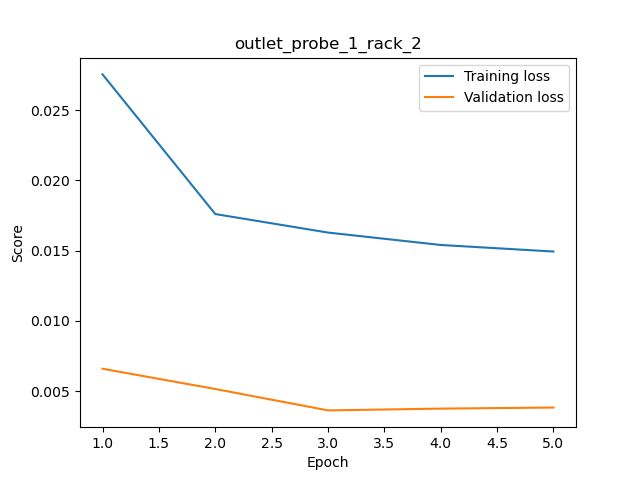 outlet_probe_1_rack_2
Training loss
Validation loss
0.025
0.020
0.015
0.010
0.005
Score
1.0 1.5 2.0 2.5 3.0 3.5 4.0 4.5 5.0
Epoch